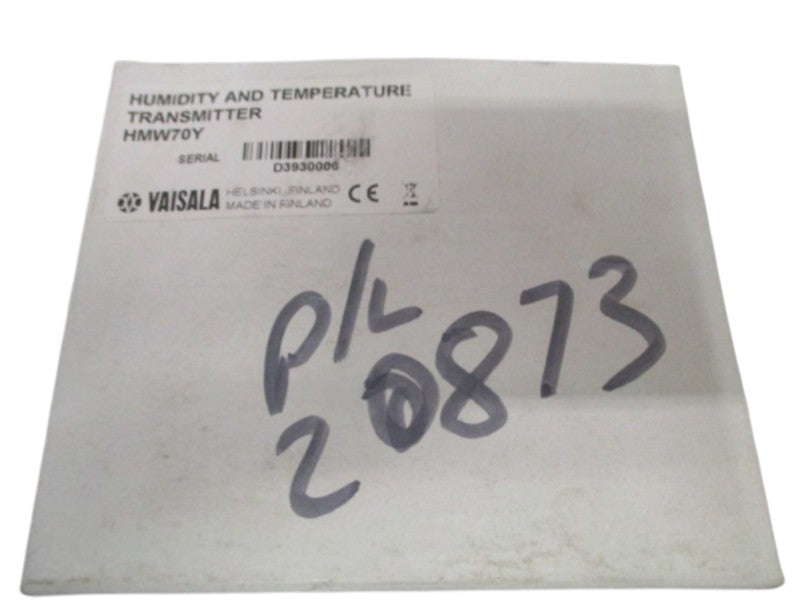 HUMIDITY AND TEMPERATURE
TRANSMITTER
HMW70Y
SERIAL
D3930006
VAISALA HELSINKI, FINLAND
MADE IN FINLAND
CE
P/L
20873